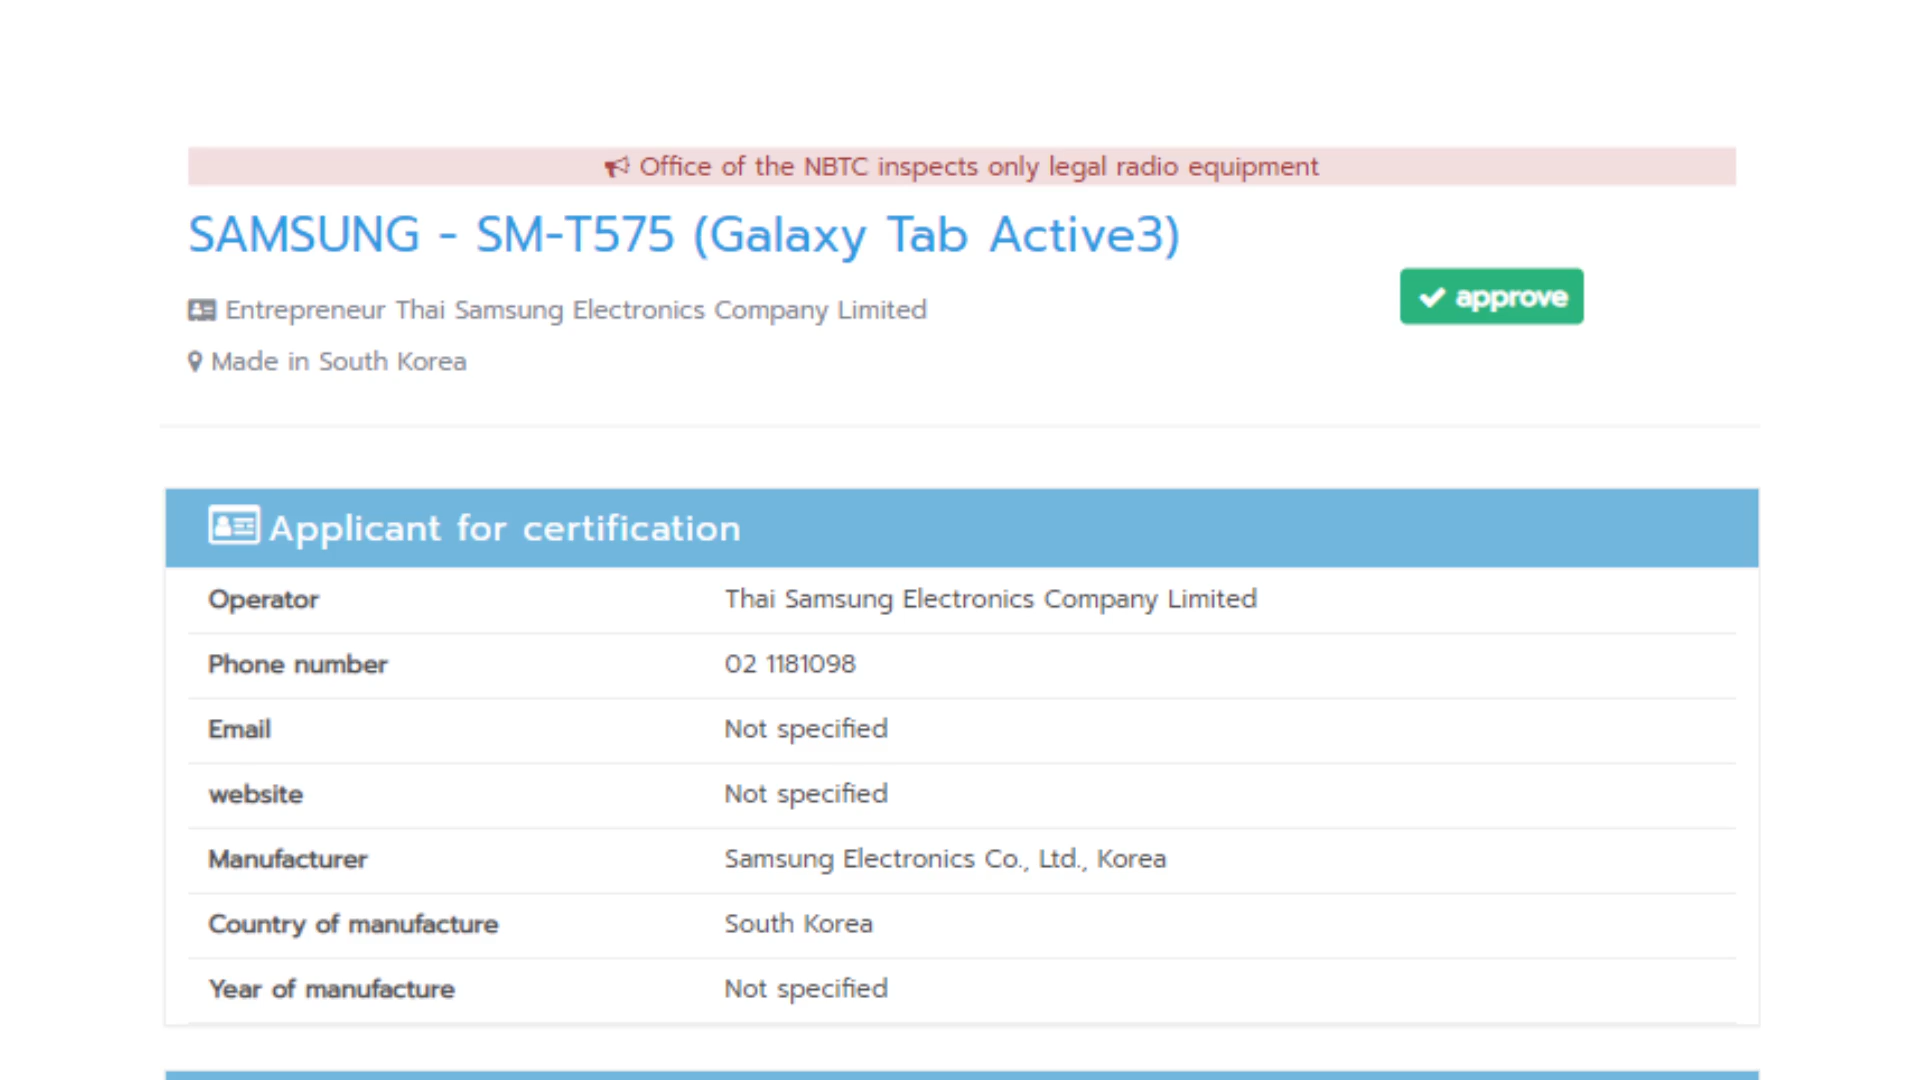 Office of the NBTC inspects only legal radio equipment
SAMSUNG - SM-T575 (Galaxy Tab Active3)
Entrepreneur Thai Samsung Electronics Company Limited
approve
Made in South Korea
Applicant for certification
Operator Thai Samsung Electronics Company Limited
Phone number 02 1181098
Email Not specified
website Not specified
Manufacturer Samsung Electronics Co., Ltd., Korea
Country of manufacture South Korea
Year of manufacture Not specified